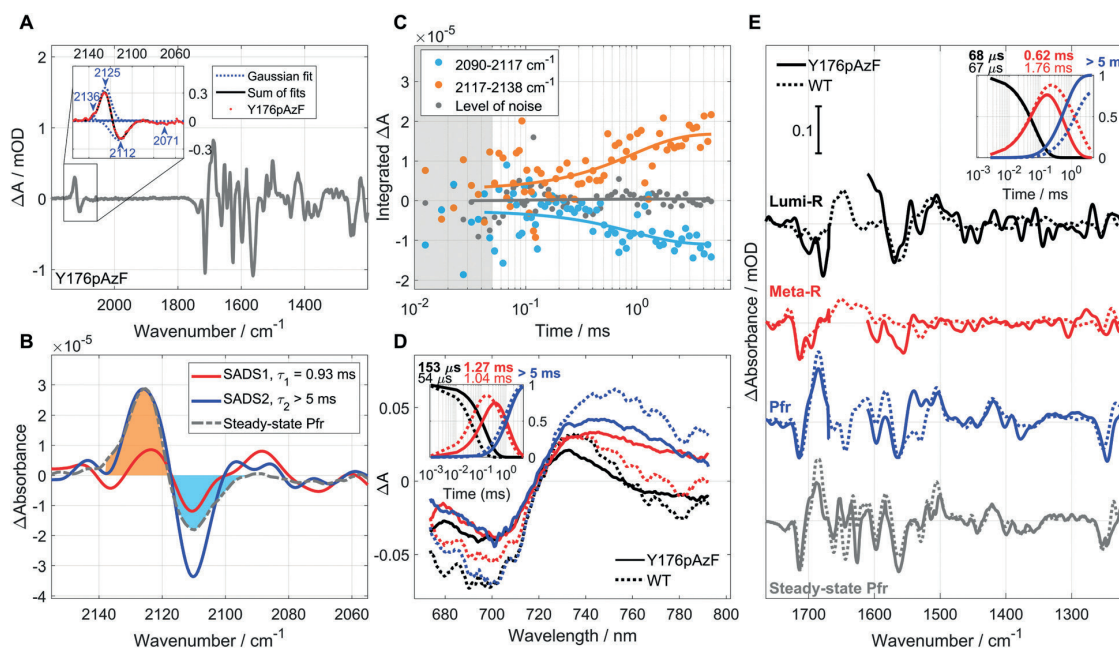 A
2140 2100 2060
2
2125
Gaussian fit
Sum of fits
Y176pAzF
2136
0.3
0
-0.3
2112
2071
1
0
-1
ΔA / mOD
Y176pAzF
2000 1800 1600 1400
Wavenumber / cm-1
B
×10-5
SADS1, τ1 = 0.93 ms
SADS2, τ2 > 5 ms
Steady-state Pfr
3
2
1
0
-1
-2
-3
-4
ΔAbsorbance
2140 2120 2100 2080 2060
Wavenumber / cm-1
C
×10-5
2090-2117 cm-1
2117-2138 cm-1
Level of noise
4
3
2
1
0
-1
-2
Integrated ΔA
10-2 10-1 100
Time / ms
D
153 μs 1.27 ms > 5 ms
54 μs 1.04 ms
1
0.5
0
10-3 10-2 10-1 100
Time (ms)
0.05
0
-0.05
ΔA
Y176pAzF
WT
680 700 720 740 760 780 800
Wavelength / nm
E
Y176pAzF
WT
0.1
68 μs 0.62 ms > 5 ms
67 μs 1.76 ms
1
0.5
0
10-3 10-2 10-1 100
Time / ms
Lumi-R
Meta-R
Pfr
Steady-state Pfr
ΔAbsorbance / mOD
1700 1600 1500 1400 1300
Wavenumber / cm-1